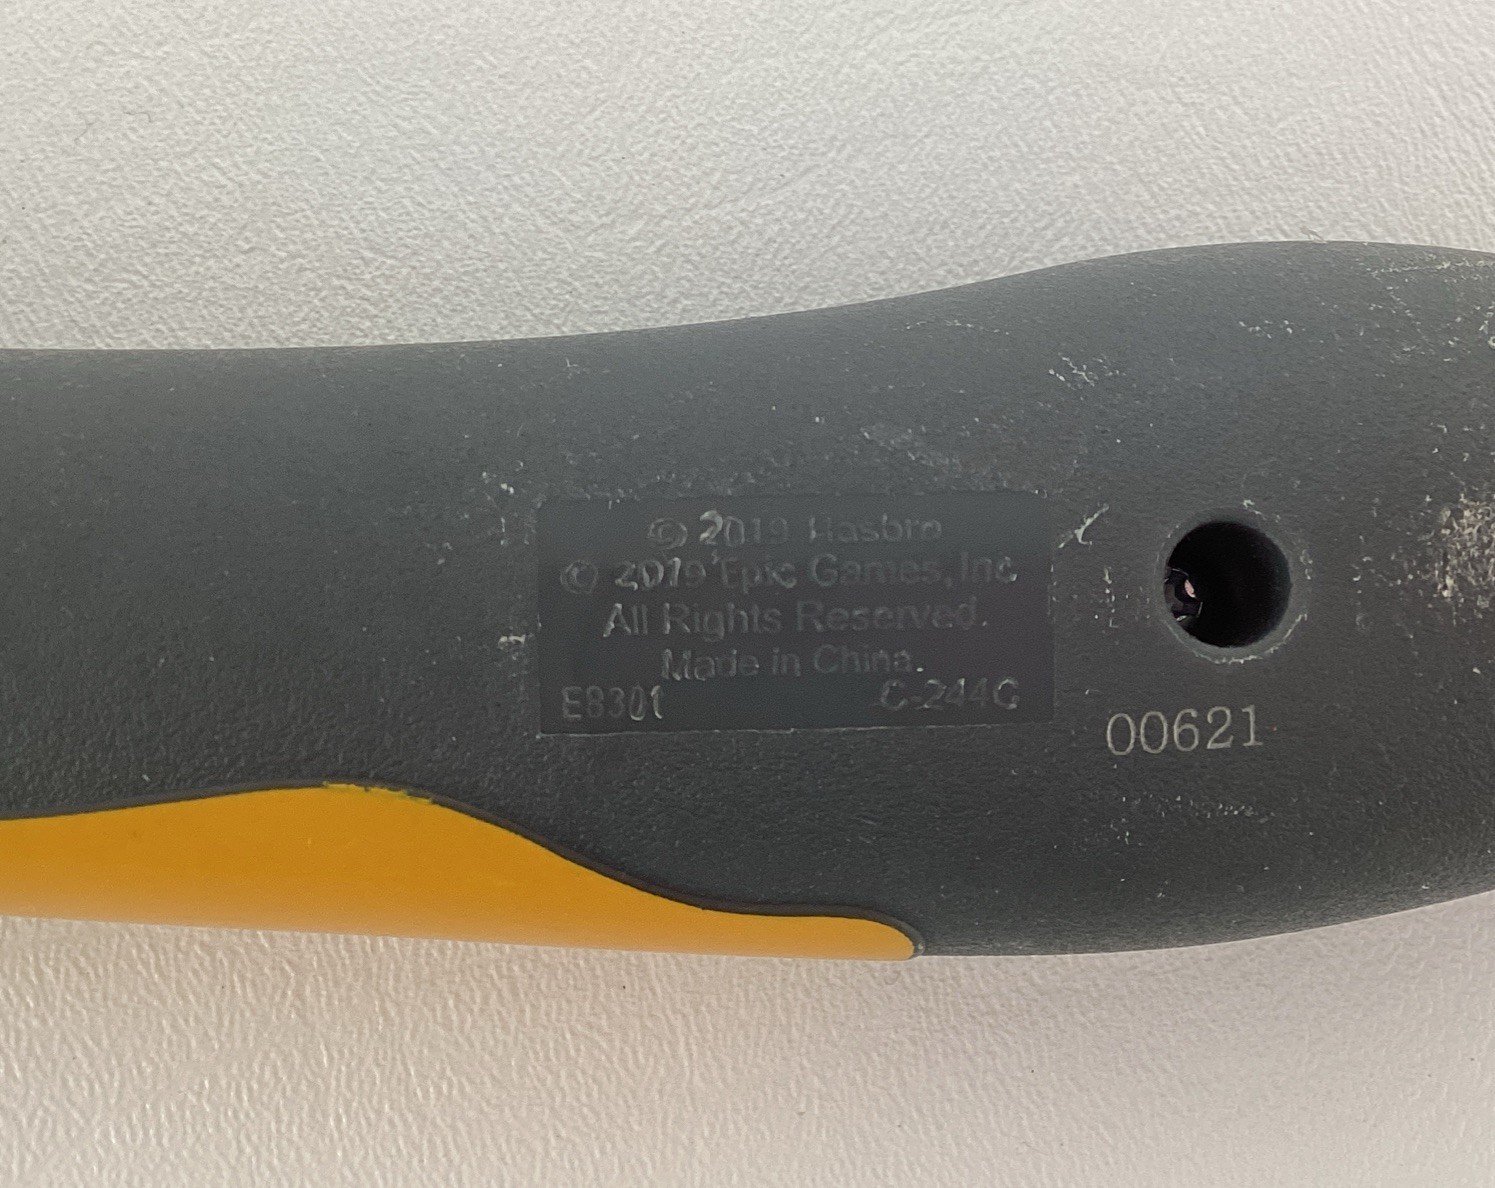 © 2019 Hasbro
© 2019 Epic Games, Inc.
All Rights Reserved.
Made in China.
E8301 C-244C
00621